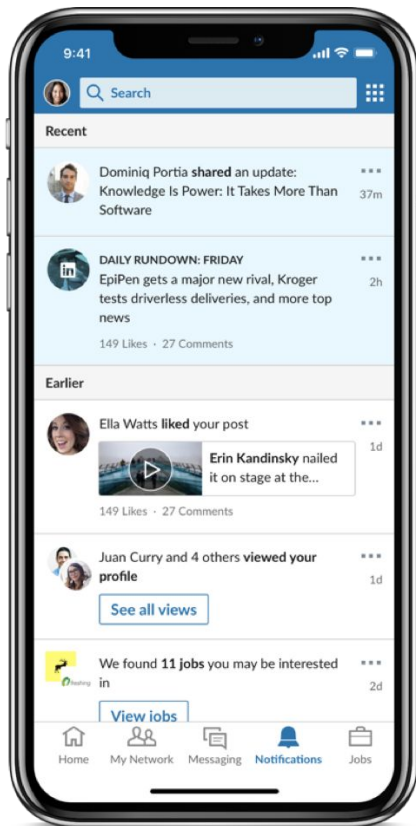 9:41
Search
Recent
Dominiq Portia shared an update:
Knowledge Is Power: It Takes More Than
Software
37m
in
DAILY RUNDOWN: FRIDAY
EpiPen gets a major new rival, Kroger
tests driverless deliveries, and more top
news
2h
149 Likes · 27 Comments
Earlier
Ella Watts liked your post
1d
Erin Kandinsky nailed
it on stage at the...
149 Likes · 27 Comments
Juan Curry and 4 others viewed your
profile
1d
See all views
We found 11 jobs you may be interested
in
2d
View jobs
Home My Network Messaging Notifications Jobs